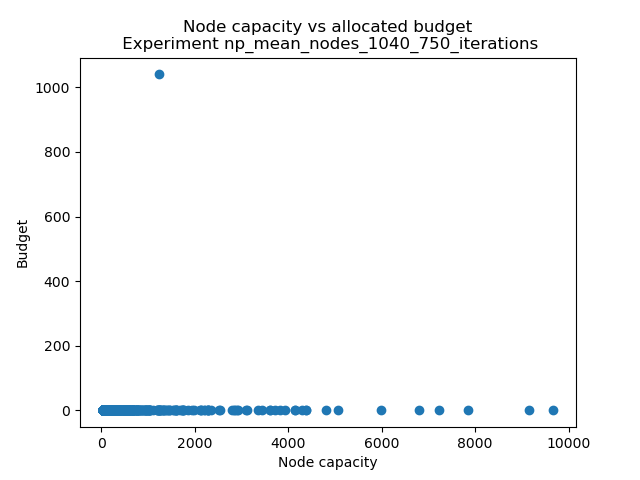 Node capacity vs allocated budget
Experiment np_mean_nodes_1040_750_iterations
1000
800
600
400
200
0
Budget
0 2000 4000 6000 8000 10000
Node capacity